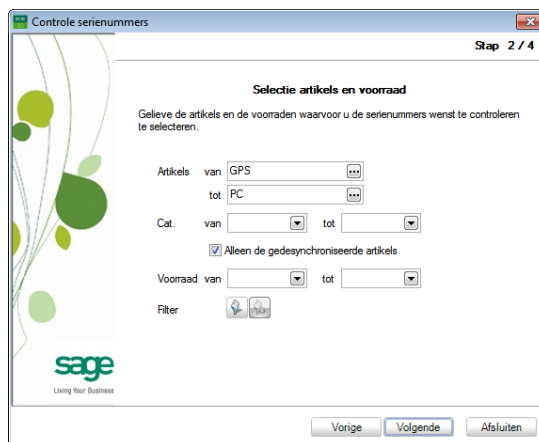 Controle serienummers
Stap 2 / 4
Selectie artikels en voorraad
Gelieve de artikels en de voorraden waarvoor u de serienummers wenst te controleren
te selecteren.
Artikels van GPS
tot PC
Cat. van tot
Alleen de gedesynchroniseerde artikels
Voorraad van tot
Filter
sage
Living Your Business
Vorige Volgende Afsluiten